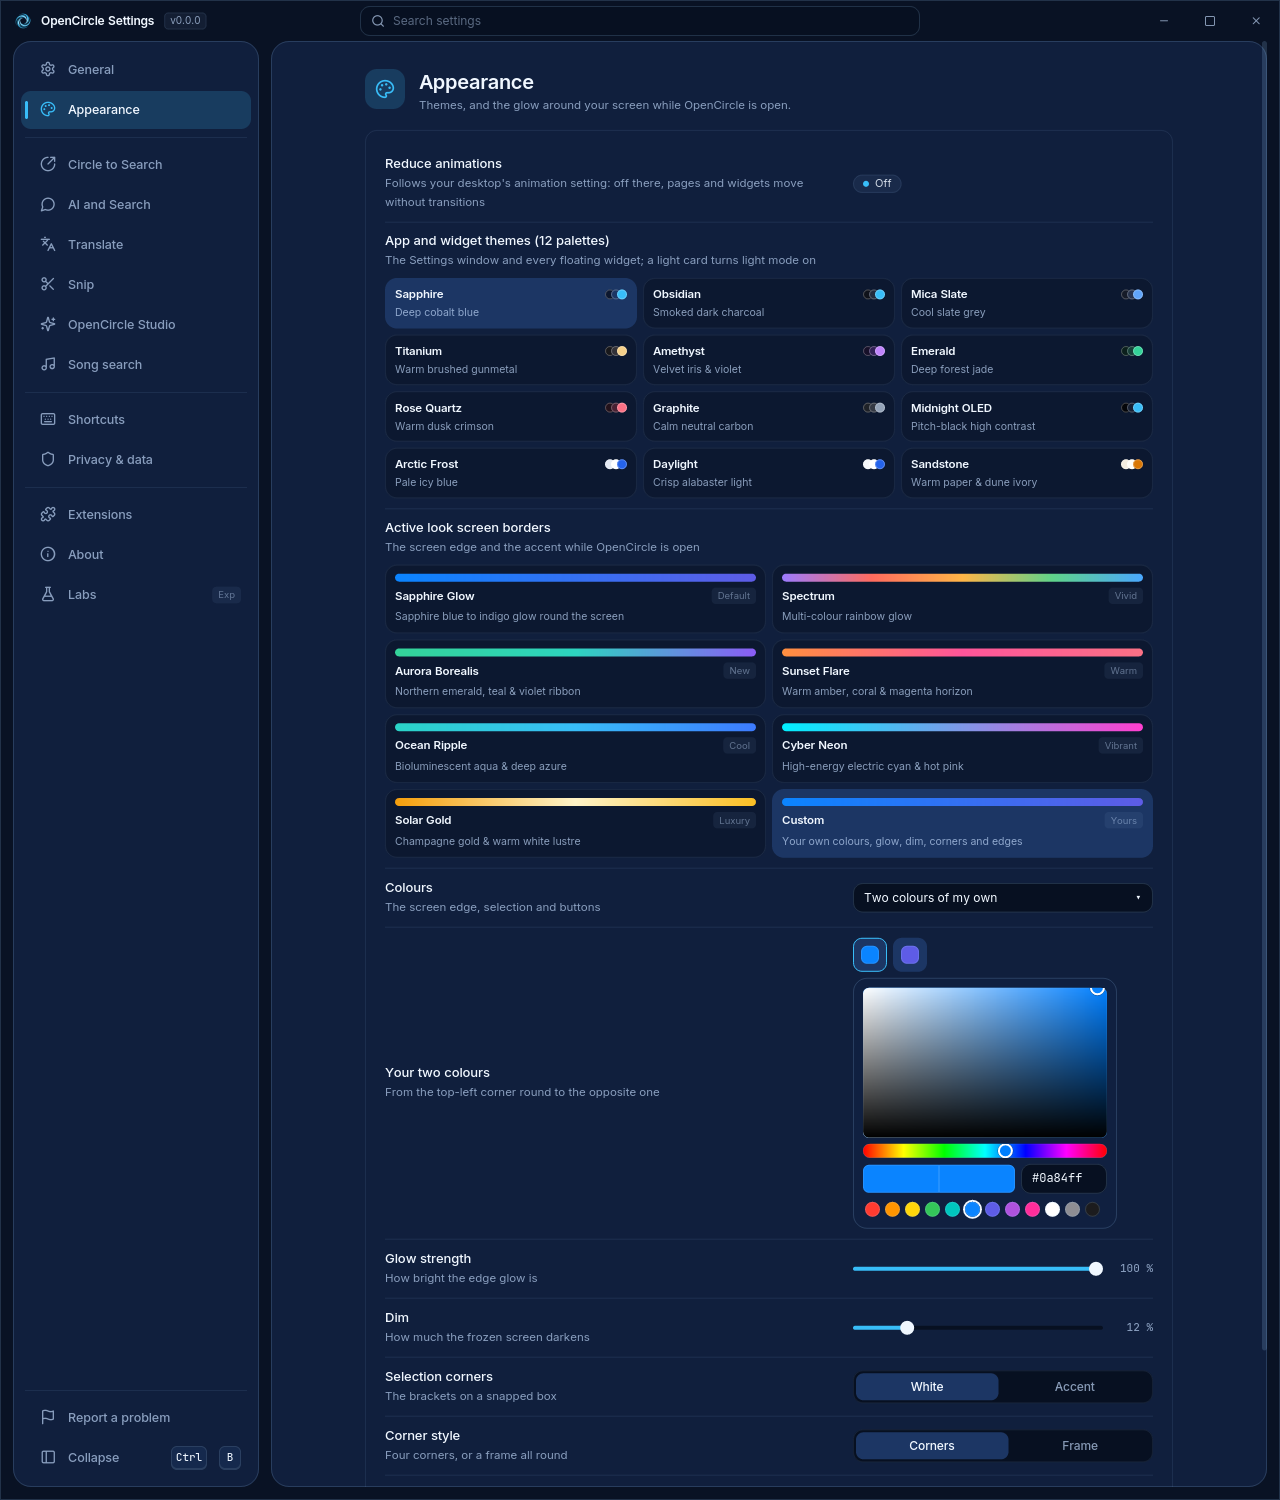 OpenCircle Settings v0.0.0
Search settings
General
Appearance
Circle to Search
AI and Search
Translate
Snip
OpenCircle Studio
Song search
Shortcuts
Privacy & data
Extensions
About
Labs Exp
Report a problem
Collapse Ctrl B
Appearance
Themes, and the glow around your screen while OpenCircle is open.
Reduce animations
Follows your desktop's animation setting: off there, pages and widgets move
without transitions
Off
App and widget themes (12 palettes)
The Settings window and every floating widget; a light card turns light mode on
Sapphire
Deep cobalt blue
Obsidian
Smoked dark charcoal
Mica Slate
Cool slate grey
Titanium
Warm brushed gunmetal
Amethyst
Velvet iris & violet
Emerald
Deep forest jade
Rose Quartz
Warm dusk crimson
Graphite
Calm neutral carbon
Midnight OLED
Pitch-black high contrast
Arctic Frost
Pale icy blue
Daylight
Crisp alabaster light
Sandstone
Warm paper & dune ivory
Active look screen borders
The screen edge and the accent while OpenCircle is open
Sapphire Glow Default
Sapphire blue to indigo glow round the screen
Spectrum Vivid
Multi-colour rainbow glow
Aurora Borealis New
Northern emerald, teal & violet ribbon
Sunset Flare Warm
Warm amber, coral & magenta horizon
Ocean Ripple Cool
Bioluminescent aqua & deep azure
Cyber Neon Vibrant
High-energy electric cyan & hot pink
Solar Gold Luxury
Champagne gold & warm white lustre
Custom Yours
Your own colours, glow, dim, corners and edges
Colours
The screen edge, selection and buttons
Two colours of my own
Your two colours
From the top-left corner round to the opposite one
#0a84ff
Glow strength
How bright the edge glow is
100 %
Dim
How much the frozen screen darkens
12 %
Selection corners
The brackets on a snapped box
White Accent
Corner style
Four corners, or a frame all round
Corners Frame